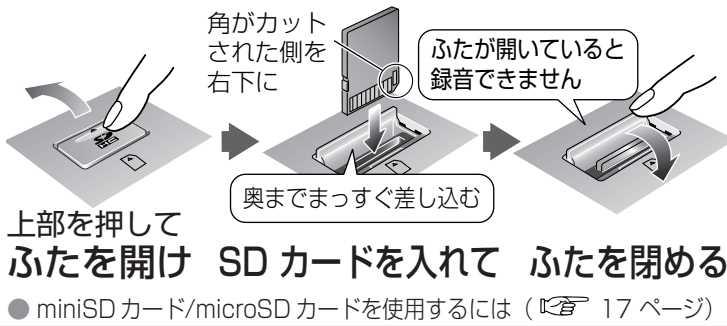 角がカット
された側を
右下に
ふたが開いていると
録音できません
奥までまっすぐ差し込む
上部を押して
ふたを開け
SD カードを入れて
ふたを閉める
● miniSD カード/microSD カードを使用するには（☞ 17 ページ）